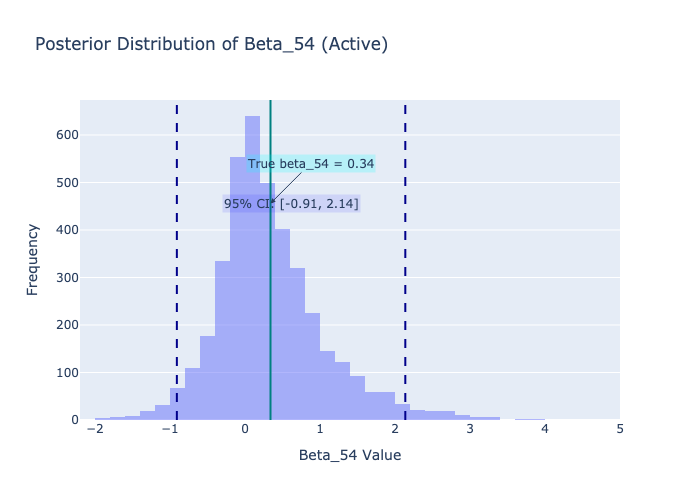 Posterior Distribution of Beta_54 (Active)
True beta_54 = 0.34
95% CI: [-0.91, 2.14]
Frequency
600
500
400
300
200
100
0
−2 −1 0 1 2 3 4 5
Beta_54 Value